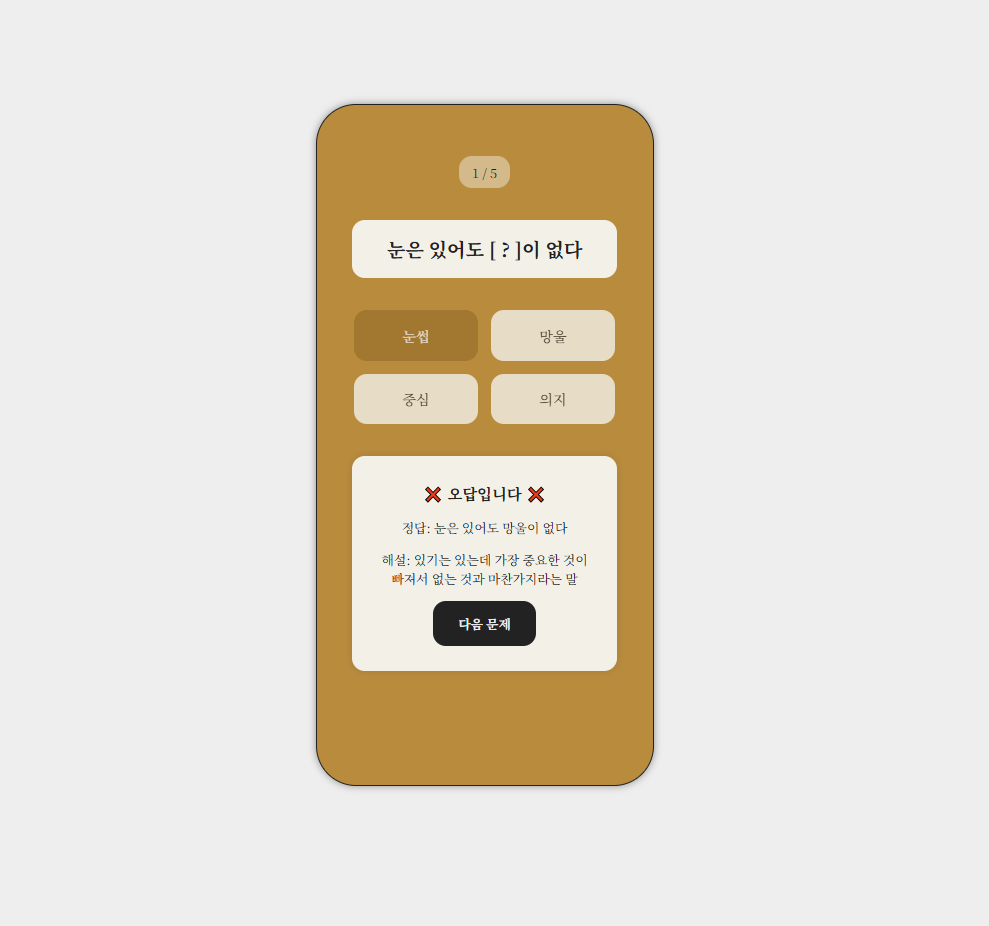 1 / 5
눈은 있어도 [ ? ]이 없다
눈썹
망울
중심
의지
❌ 오답입니다 ❌
정답: 눈은 있어도 망울이 없다
해설: 있기는 있는데 가장 중요한 것이
빠져서 없는 것과 마찬가지라는 말
다음 문제